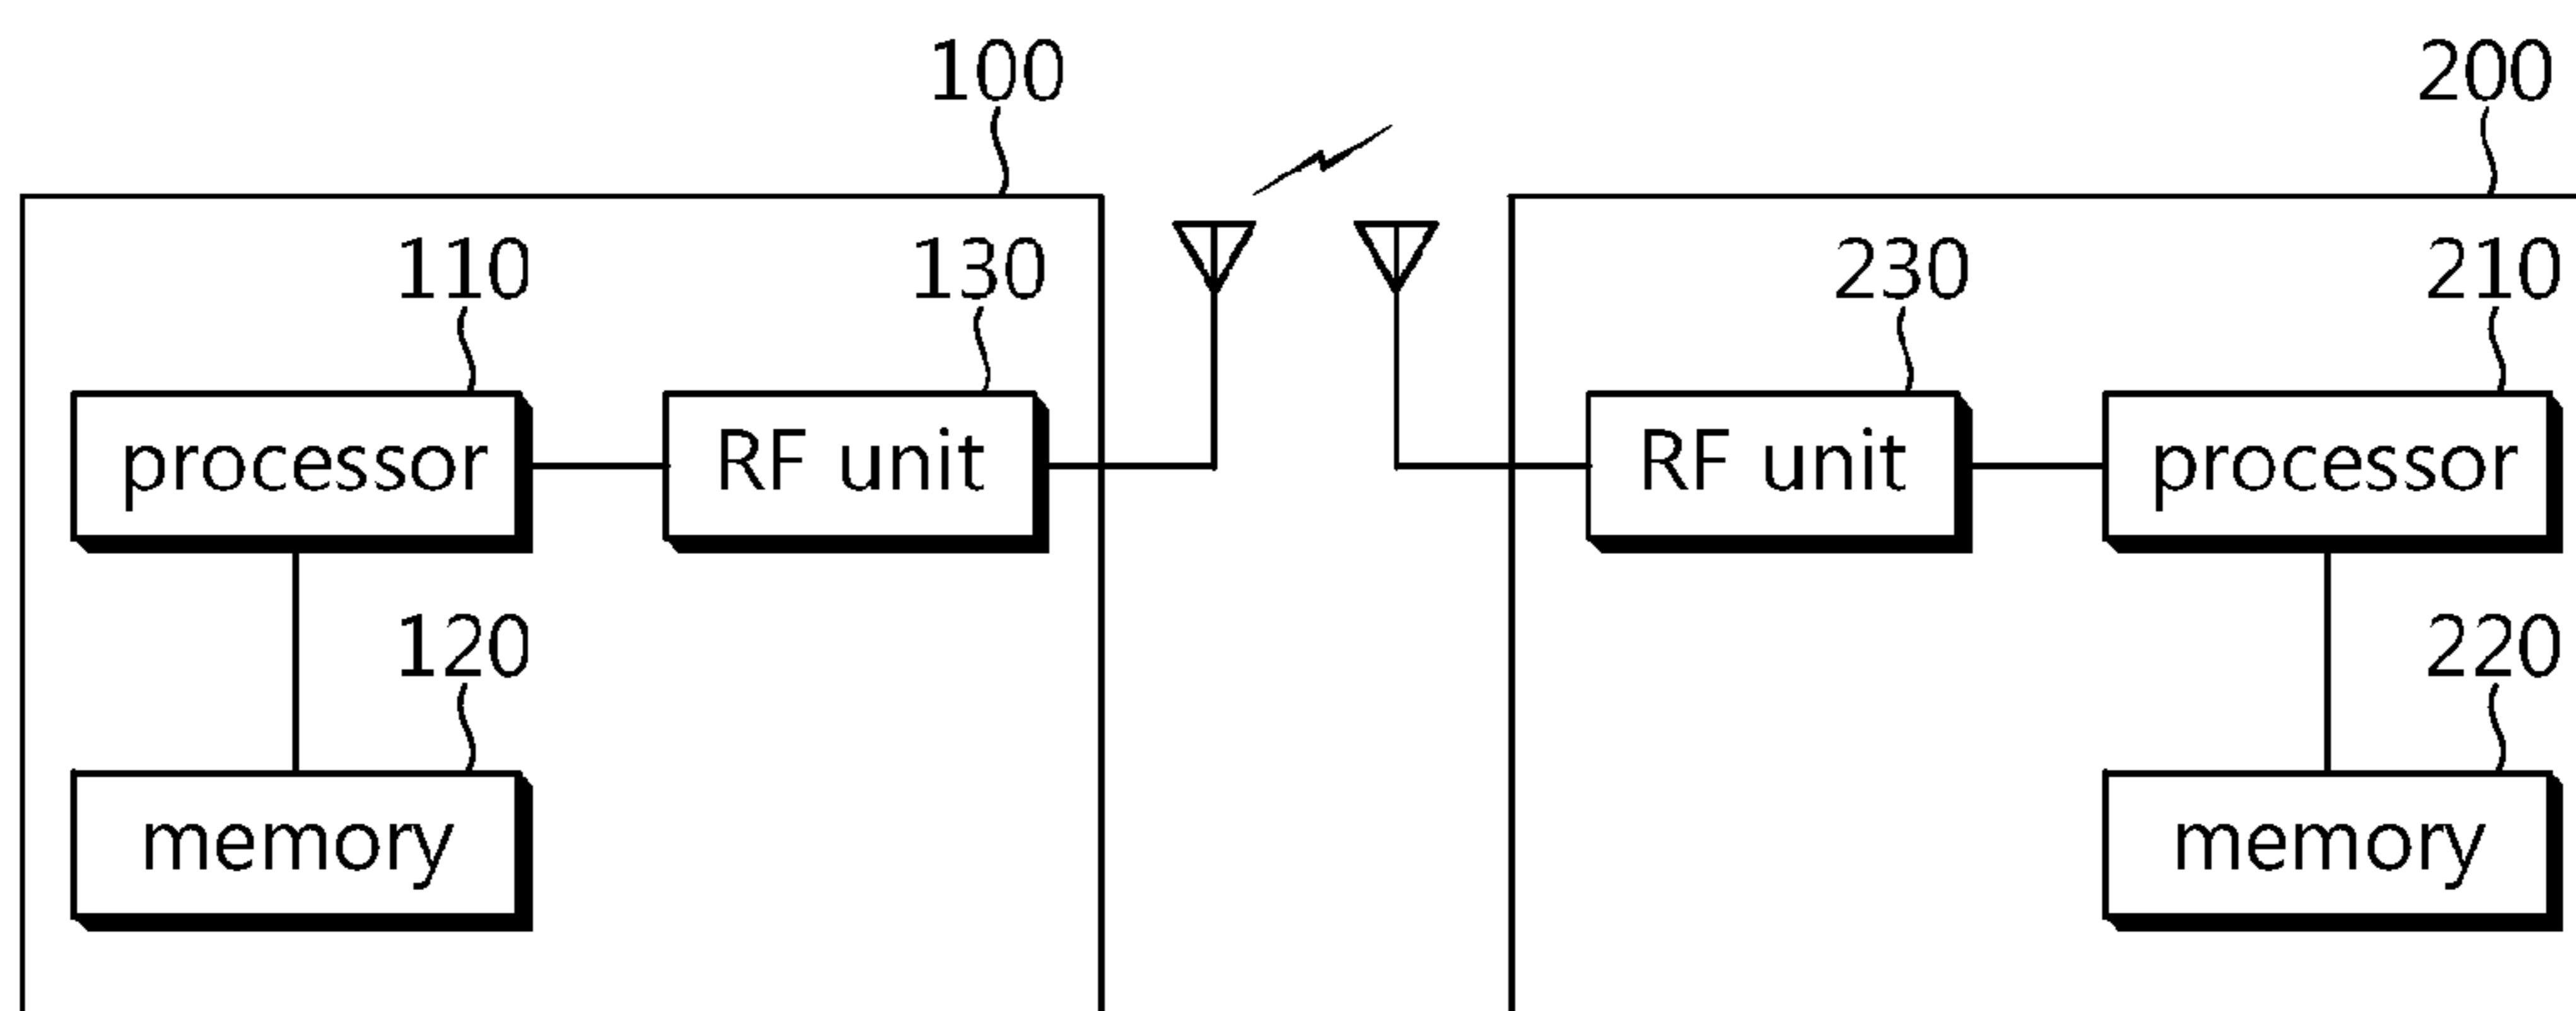 100 200
110 130 230 210
processor RF unit RF unit processor
120 220
memory memory